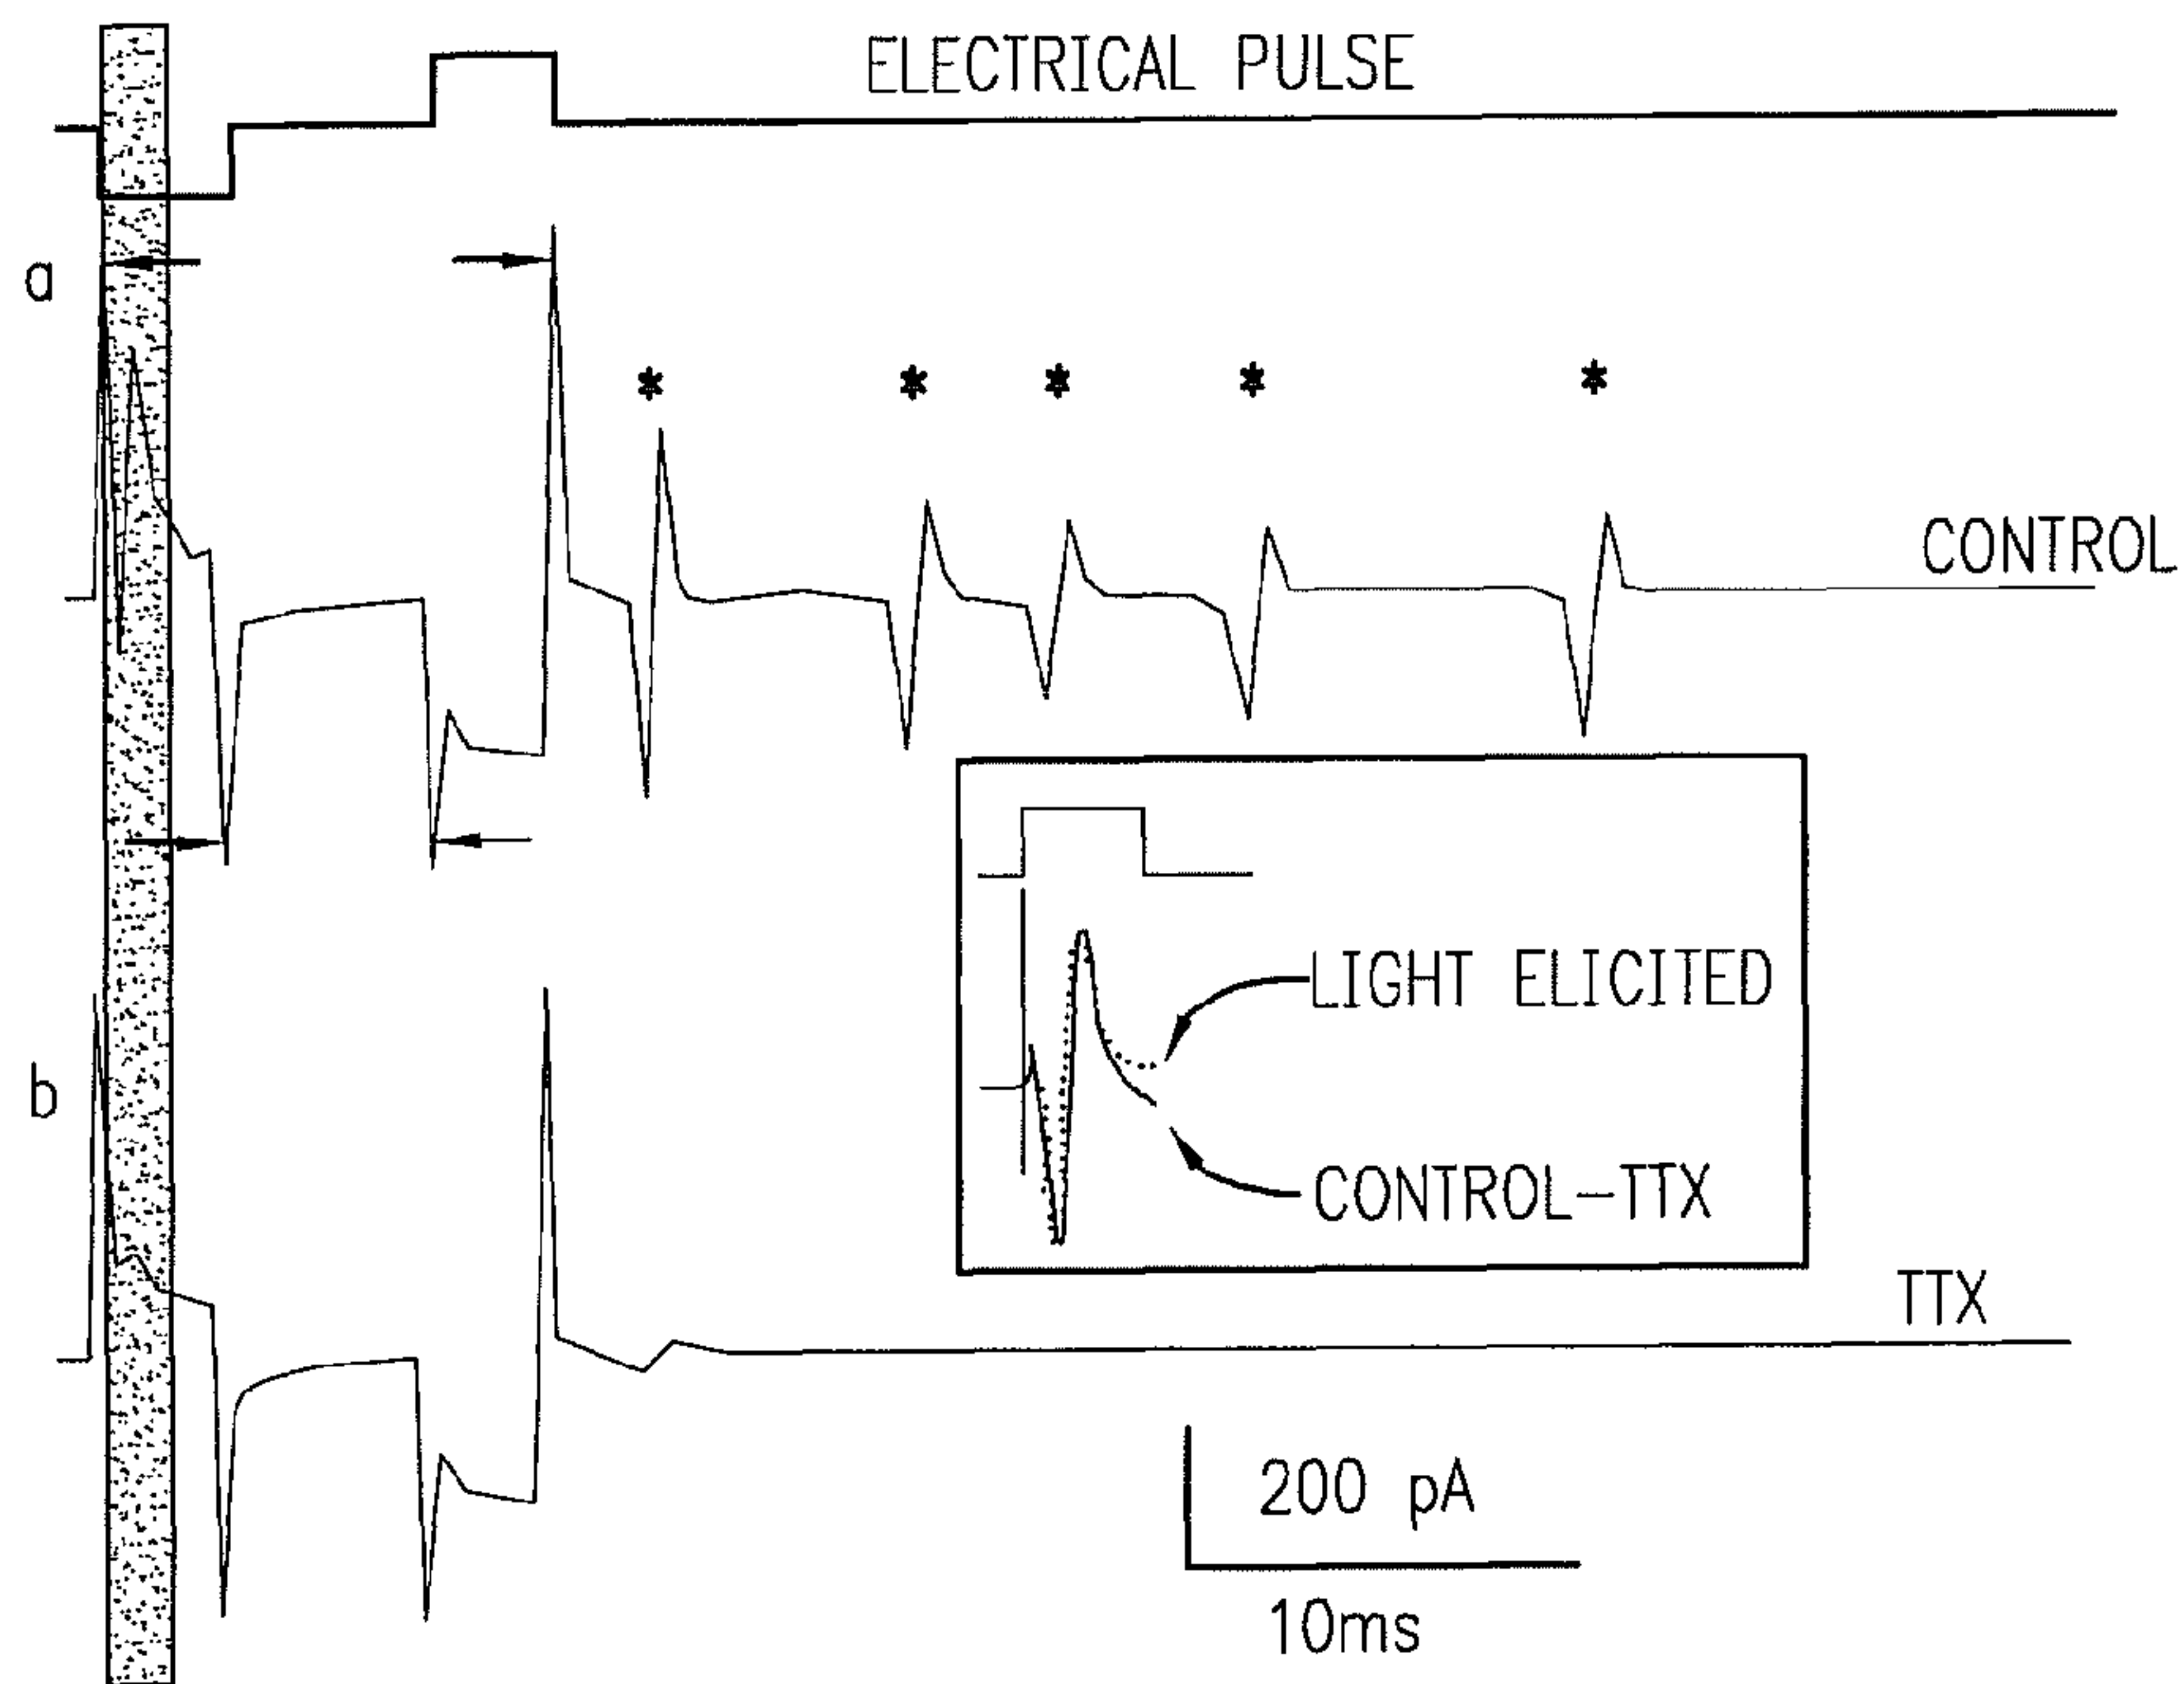 ELECTRICAL PULSE
a
* * * * *
CONTROL
LIGHT ELICITED
b
CONTROL-TTX
TTX
200 pA
10ms